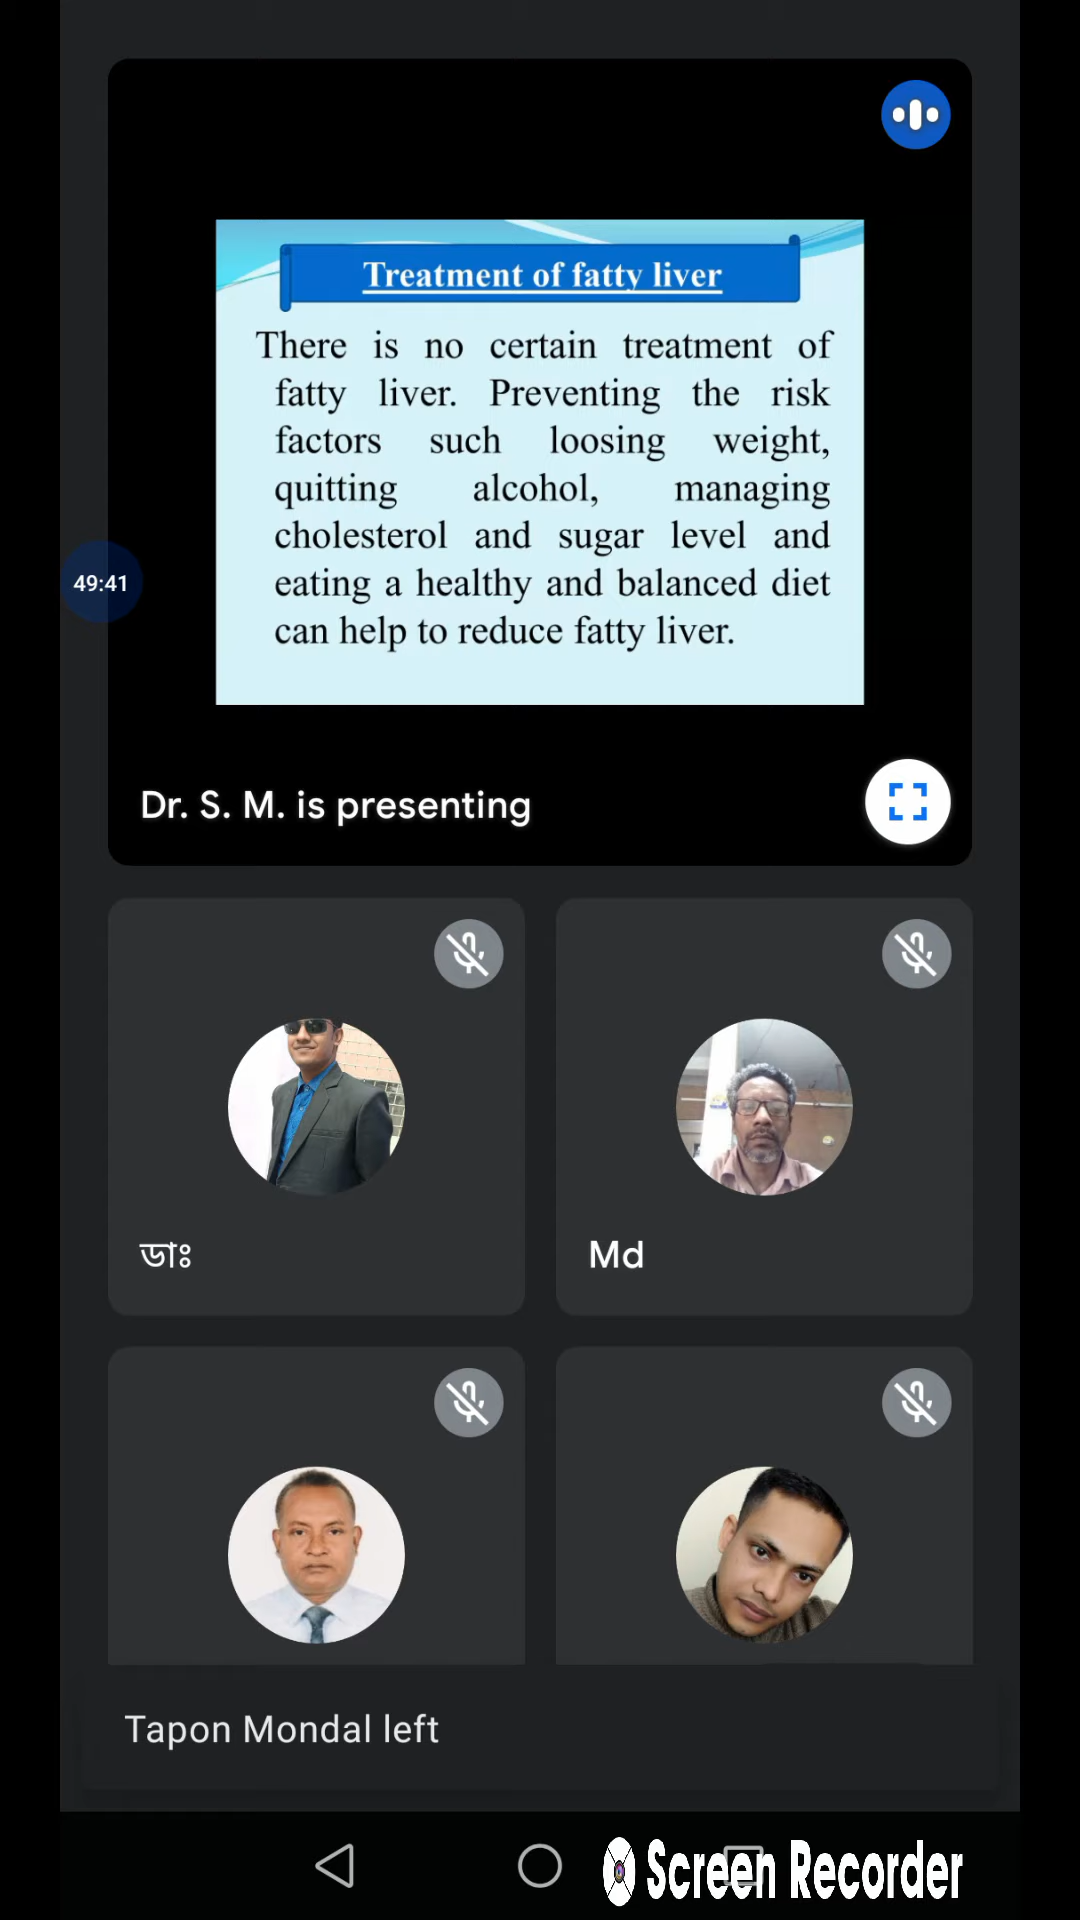 Treatment of fatty liver
There is no certain treatment of
fatty liver. Preventing the risk
factors such loosing weight,
quitting alcohol, managing
cholesterol and sugar level and
eating a healthy and balanced diet
can help to reduce fatty liver.
49:41
Dr. S. M. is presenting
ডাঃ
Md
Tapon Mondal left
Screen Recorder